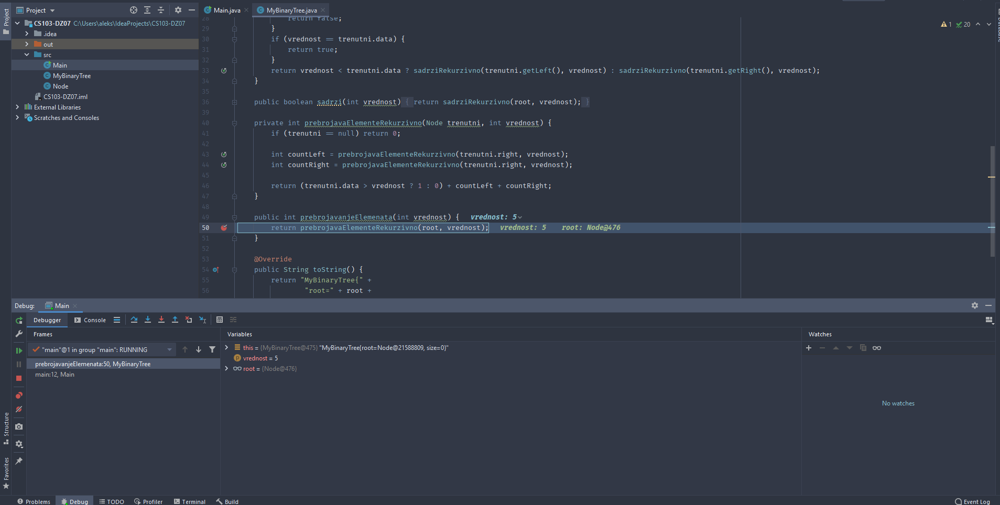 Project
Main.java
MyBinaryTree.java
CS103-DZ07 C:\Users\aleks\IdeaProjects\CS103-DZ07
.idea
out
src
Main
MyBinaryTree
Node
CS103-DZ07.iml
External Libraries
Scratches and Consoles
Project
Structure
Favorites
1 20
28 return false;
29 }
30 if (vrednost == trenutni.data) {
31 return true;
32 }
33 return vrednost < trenutni.data ? sadrziRekurzivno(trenutni.getLeft(), vrednost) : sadrziRekurzivno(trenutni.getRight(), vrednost);
34 }
35
36 public boolean sadrzi(int vrednost) { return sadrziRekurzivno(root, vrednost); }
39
40 private int prebrojavaElementeRekurzivno(Node trenutni, int vrednost) {
41 if (trenutni == null) return 0;
42
43 int countLeft = prebrojavaElementeRekurzivno(trenutni.right, vrednost);
44 int countRight = prebrojavaElementeRekurzivno(trenutni.right, vrednost);
45
46 return (trenutni.data > vrednost ? 1 : 0) + countLeft + countRight;
47 }
48
49 public int prebrojavanjeElemenata(int vrednost) { vrednost: 5
50 return prebrojavaElementeRekurzivno(root, vrednost); vrednost: 5 root: Node@476
51 }
52
53 @Override
54 public String toString() {
55 return "MyBinaryTree{" +
56 "root=" + root +
Debug: Main
Debugger Console
Frames
Variables
Watches
"main"@1 in group "main": RUNNING
prebrojavanjeElemenata:50, MyBinaryTree
main:12, Main
this = {MyBinaryTree@475} "MyBinaryTree{root=Node@21588809, size=0}"
vrednost = 5
root = {Node@476}
No watches
Problems Debug TODO Profiler Terminal Build Event Log